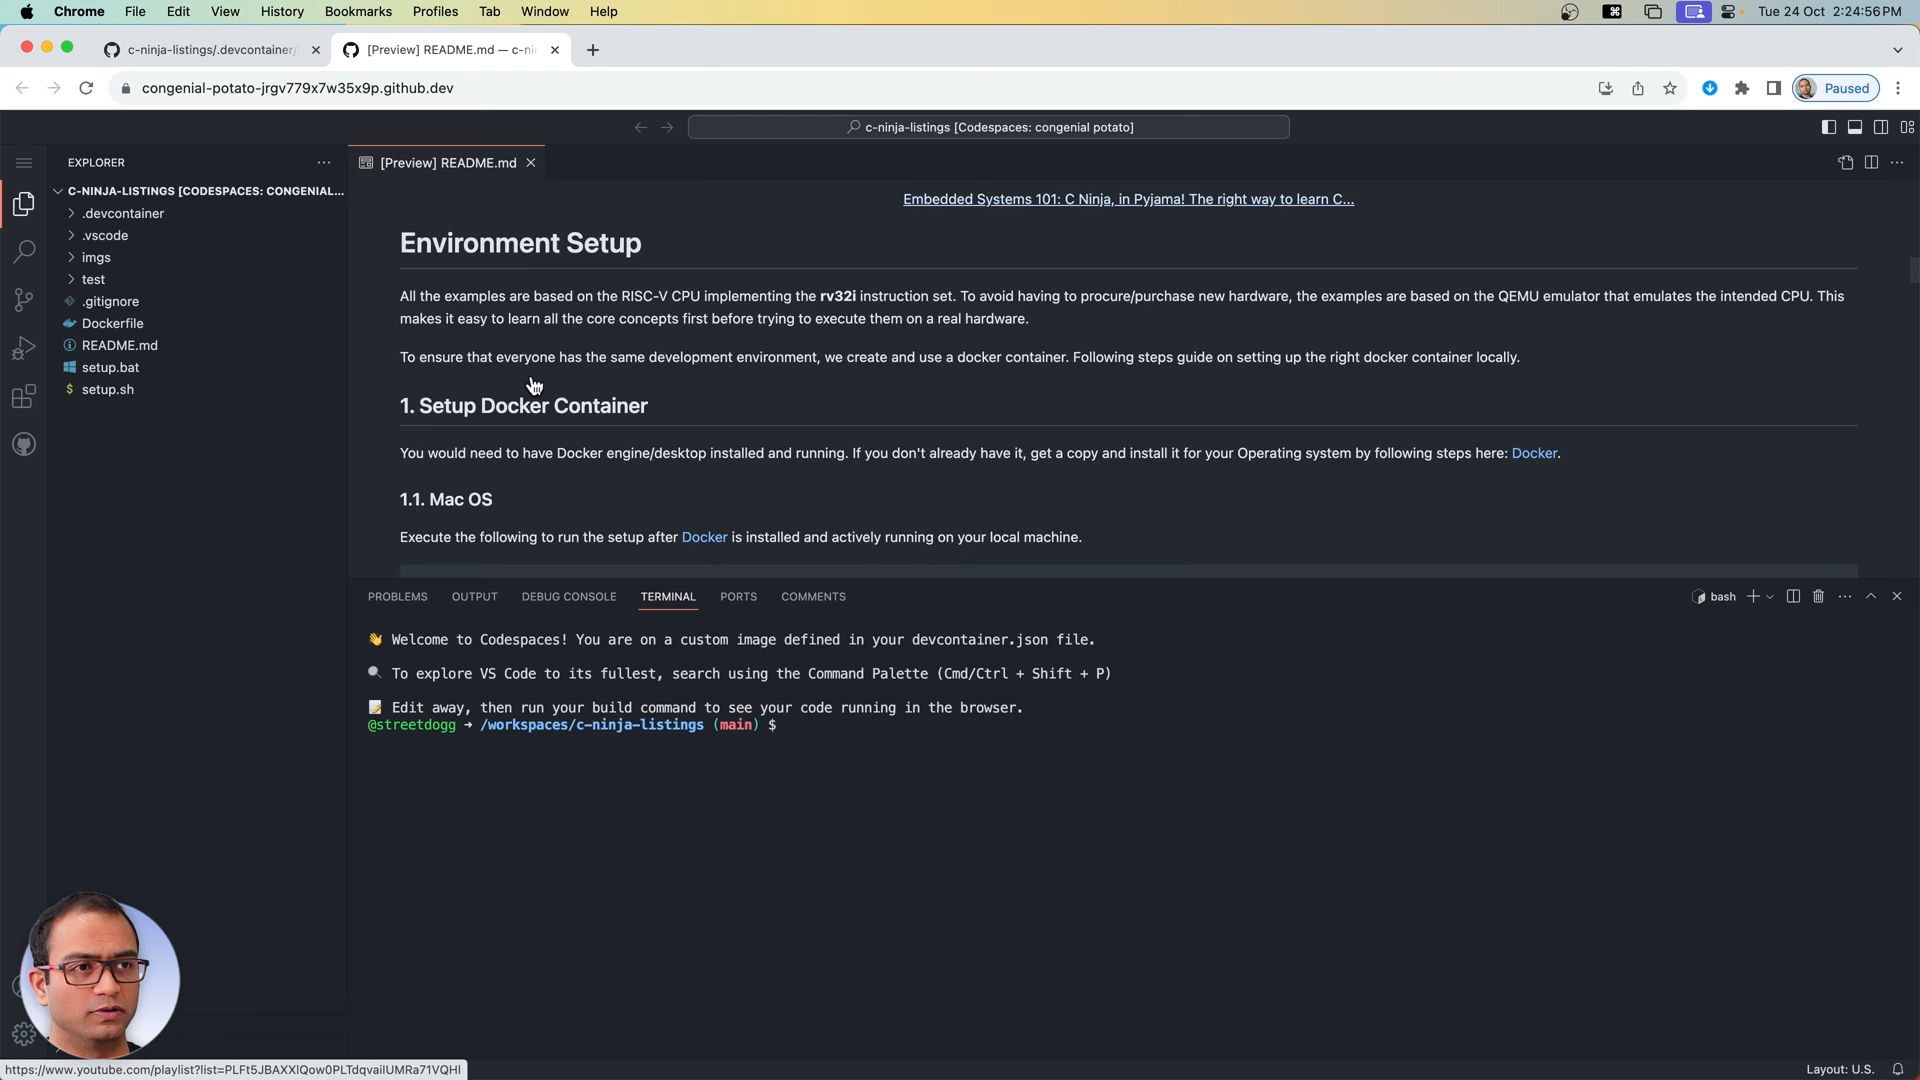 Chrome File Edit View History Bookmarks Profiles Tab Window Help Tue 24 Oct 2:24:56 PM
c-ninja-listings/.devcontainer/ [Preview] README.md — c-nin
congenial-potato-jrgv779x7w35x9p.github.dev Paused
c-ninja-listings [Codespaces: congenial potato]
EXPLORER
[Preview] README.md
C-NINJA-LISTINGS [CODESPACES: CONGENIAL...
.devcontainer
.vscode
imgs
test
.gitignore
Dockerfile
README.md
setup.bat
$ setup.sh
Embedded Systems 101: C Ninja, in Pyjama! The right way to learn C...
Environment Setup
All the examples are based on the RISC-V CPU implementing the rv32i instruction set. To avoid having to procure/purchase new hardware, the examples are based on the QEMU emulator that emulates the intended CPU. This
makes it easy to learn all the core concepts first before trying to execute them on a real hardware.
To ensure that everyone has the same development environment, we create and use a docker container. Following steps guide on setting up the right docker container locally.
1. Setup Docker Container
You would need to have Docker engine/desktop installed and running. If you don't already have it, get a copy and install it for your Operating system by following steps here: Docker.
1.1. Mac OS
Execute the following to run the setup after Docker is installed and actively running on your local machine.
PROBLEMS OUTPUT DEBUG CONSOLE TERMINAL PORTS COMMENTS bash
👋 Welcome to Codespaces! You are on a custom image defined in your devcontainer.json file.
🔍 To explore VS Code to its fullest, search using the Command Palette (Cmd/Ctrl + Shift + P)
📝 Edit away, then run your build command to see your code running in the browser.
@streetdogg → /workspaces/c-ninja-listings (main) $
https://www.youtube.com/playlist?list=PLFt5JBAXXlQow0PLTdqvailUMRa71VQHI
Layout: U.S.